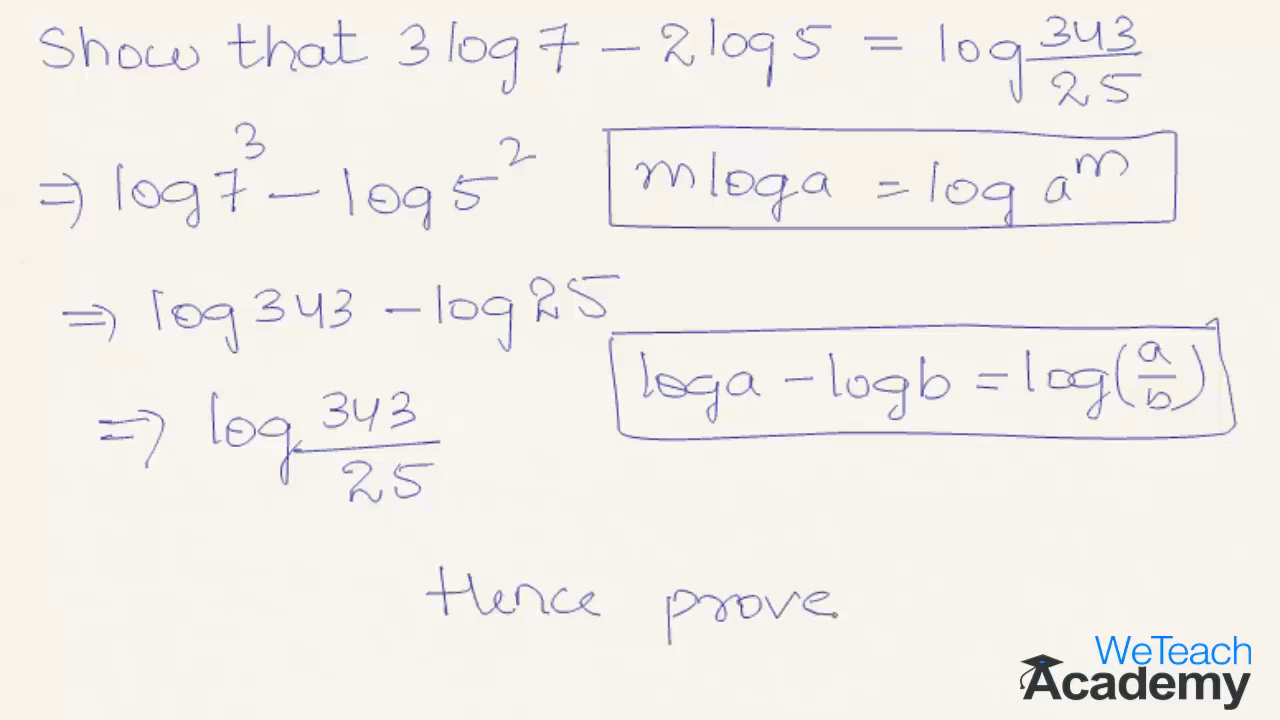 Show that 3 log 7 - 2 log 5 = log 343/25
⇒ log 7³ - log 5²
m log a = log a^m
⇒ log 343 - log 25
log a - log b = log(a/b)
⇒ log 343/25
Hence prove
WeTeach
Academy